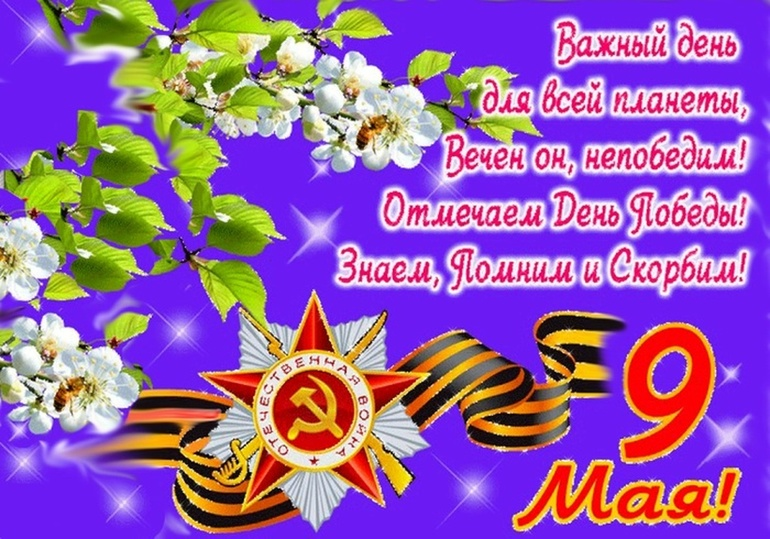 Важный день
для всей планеты,
Вечен он, непобедим!
Отмечаем День Победы!
Знаем, Помним и Скорбим!
ОТЕЧЕСТВЕННАЯ ВОЙНА
9
Мая!